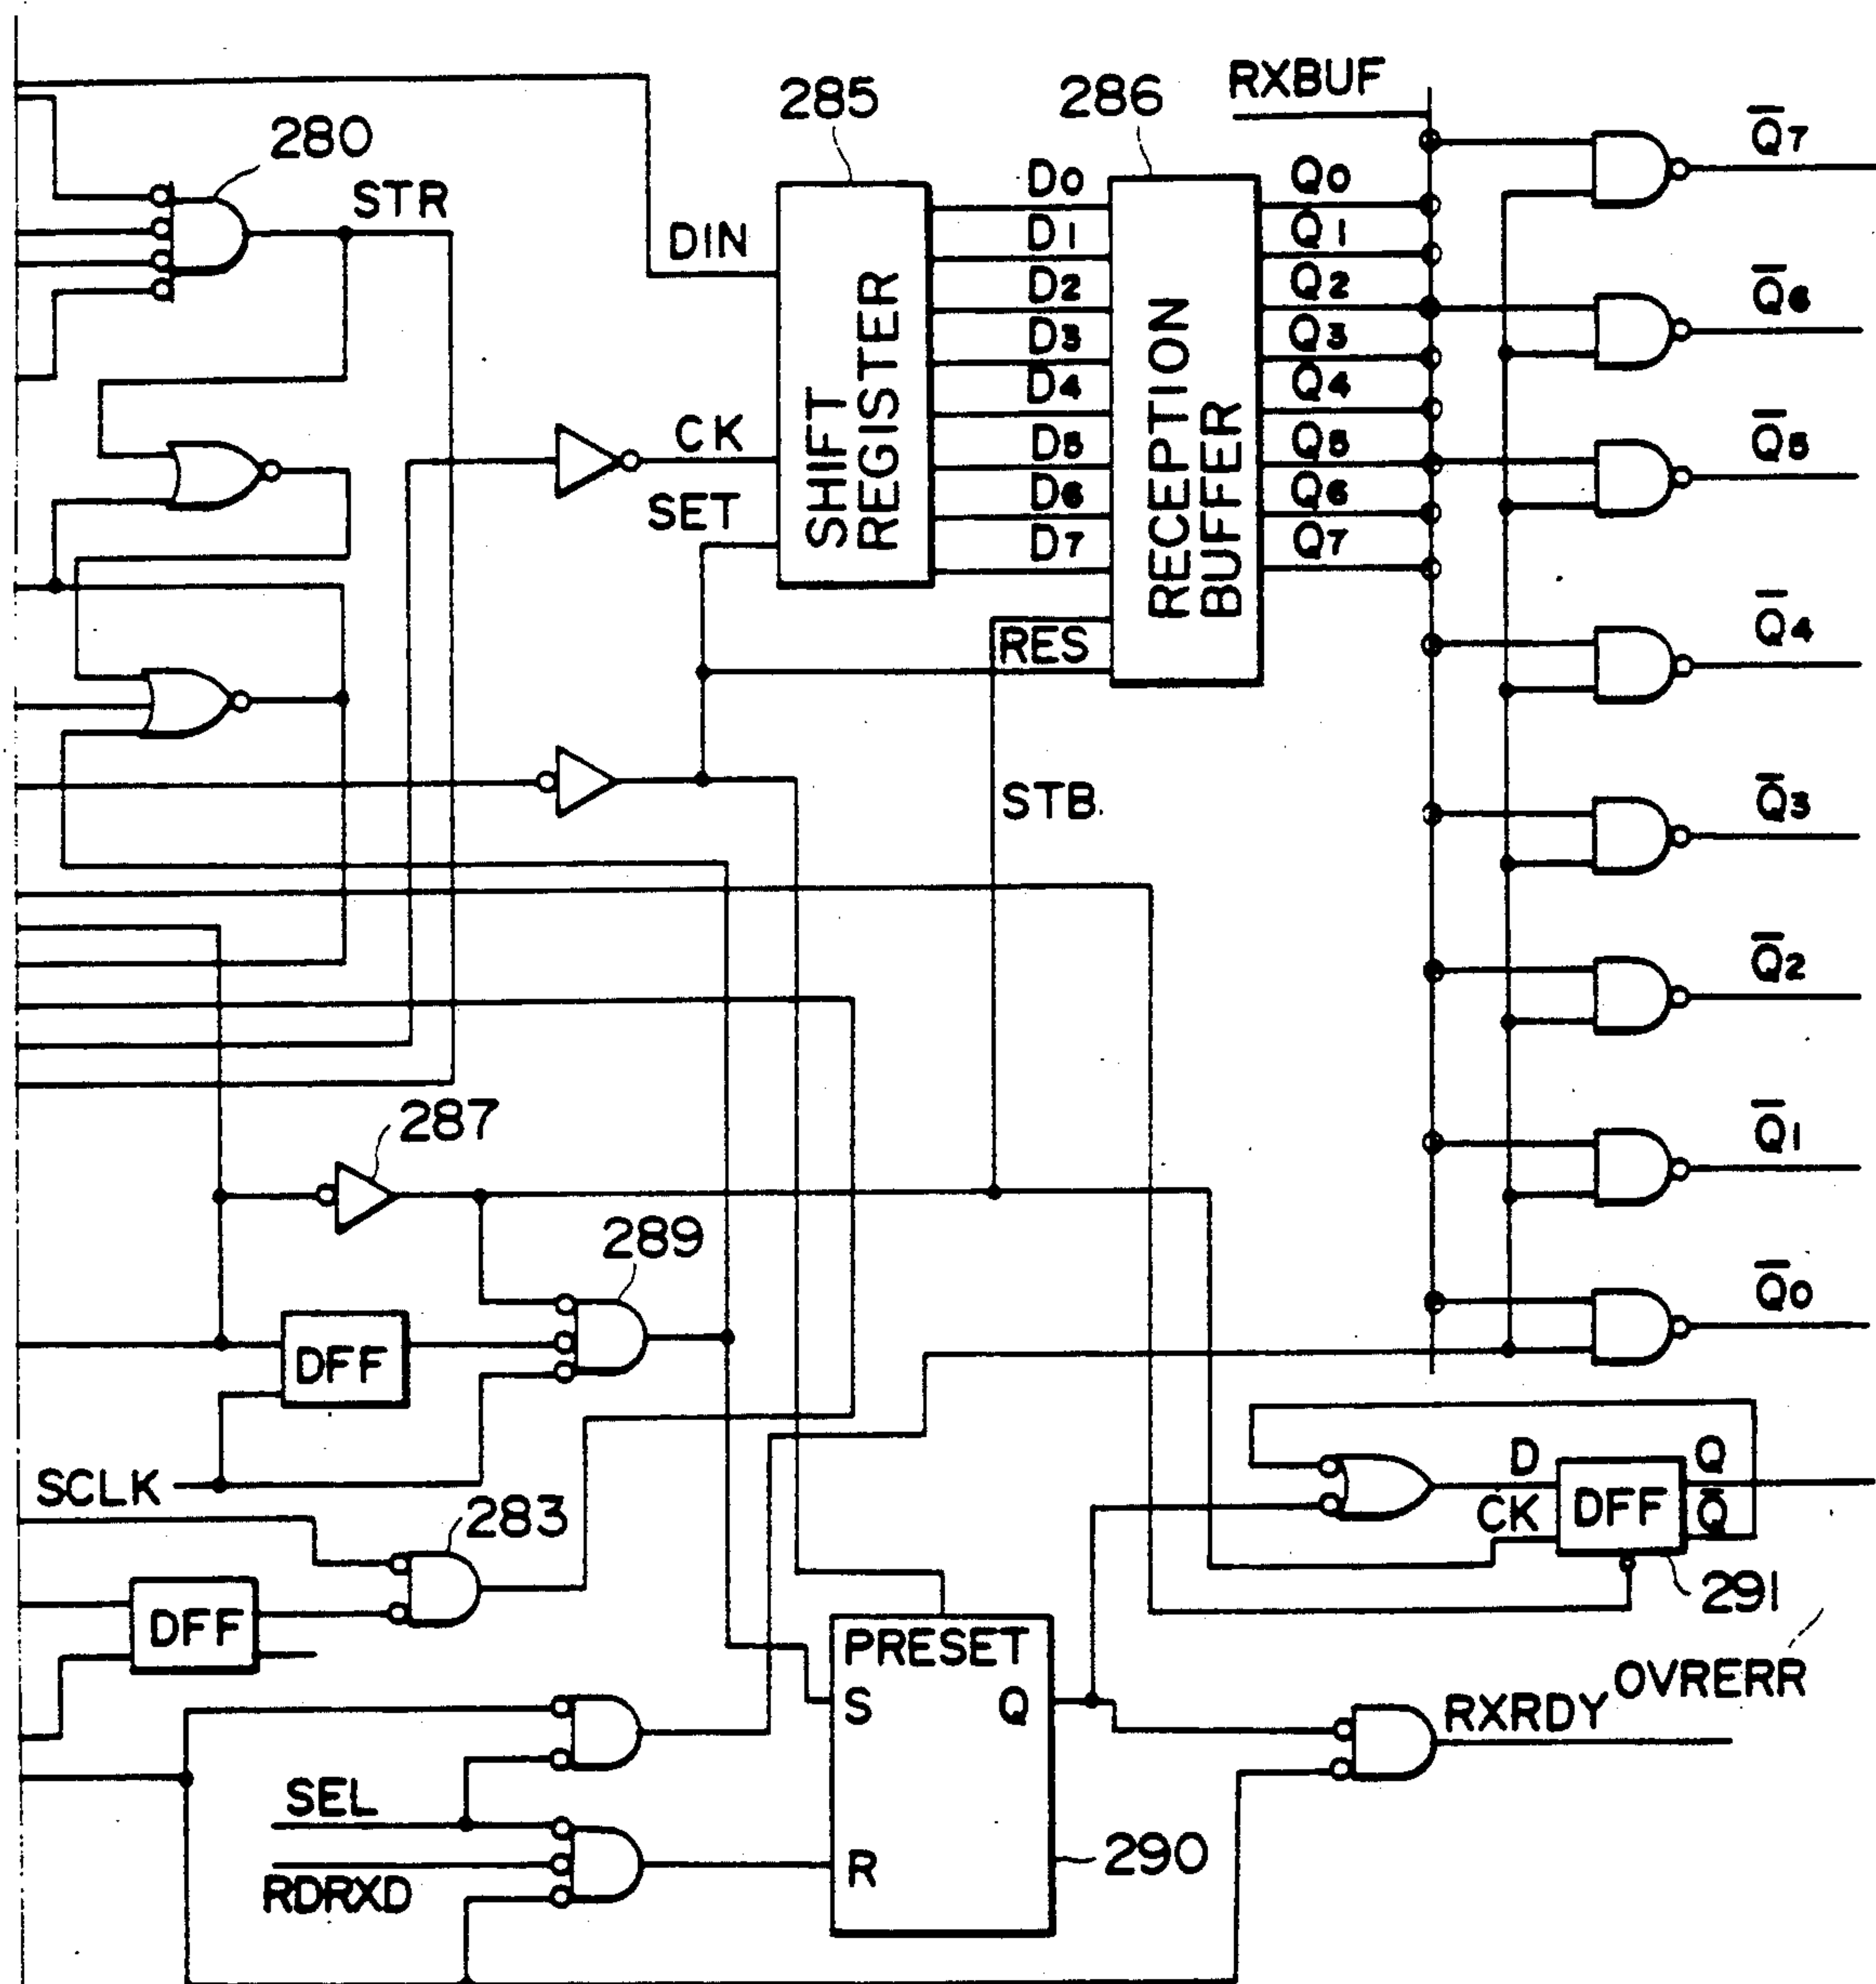 RXBUF
285
286
280
STR
DIN
D0
D1
D2
D3
D4
D5
D6
D7
Q0
Q1
Q2
Q3
Q4
Q5
Q6
Q7
Q̅7
Q̅6
Q̅5
Q̅4
Q̅3
Q̅2
Q̅1
Q̅0
SHIFT
REGISTER
RECEPTION
BUFFER
CK
SET
RES
STB
287
289
DFF
SCLK
283
DFF
D
CK
DFF
Q
Q̅
291
PRESET
S
Q
R
290
OVRERR
RXRDY
SEL
RDRXD